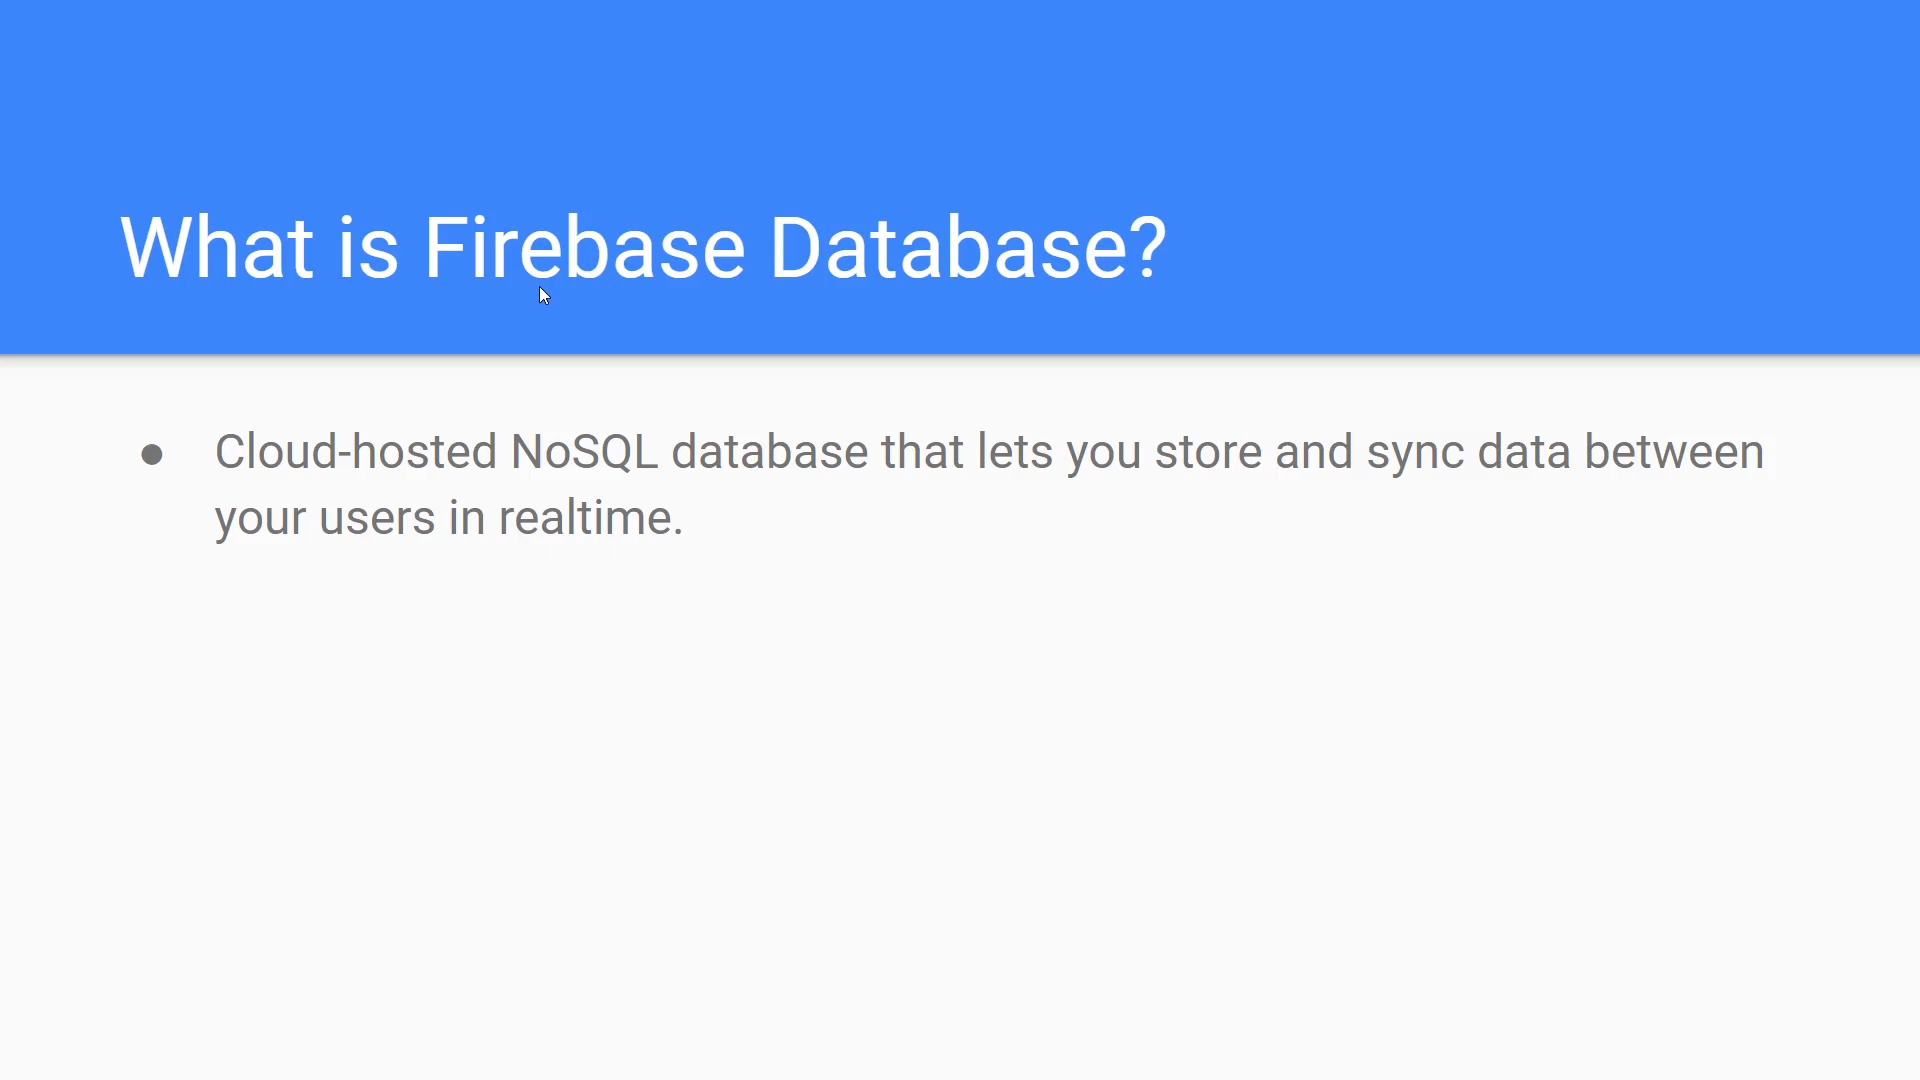 What is Firebase Database?
● Cloud-hosted NoSQL database that lets you store and sync data between
your users in realtime.